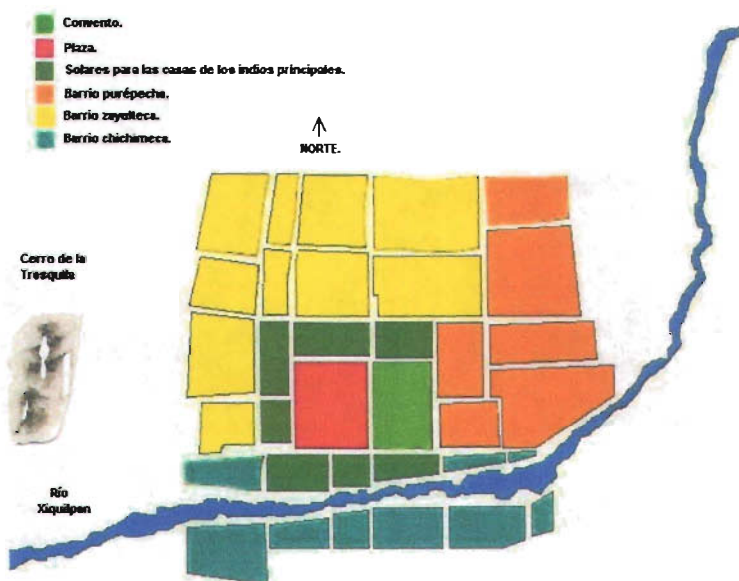 Convento.
Plaza.
Solares para las casas de los indios principales.
Barrio purépecha.
Barrio zayulteca.
Barrio chichimeca.
NORTE.
Cerro de la
Tresquila
Río
Xiquilpan